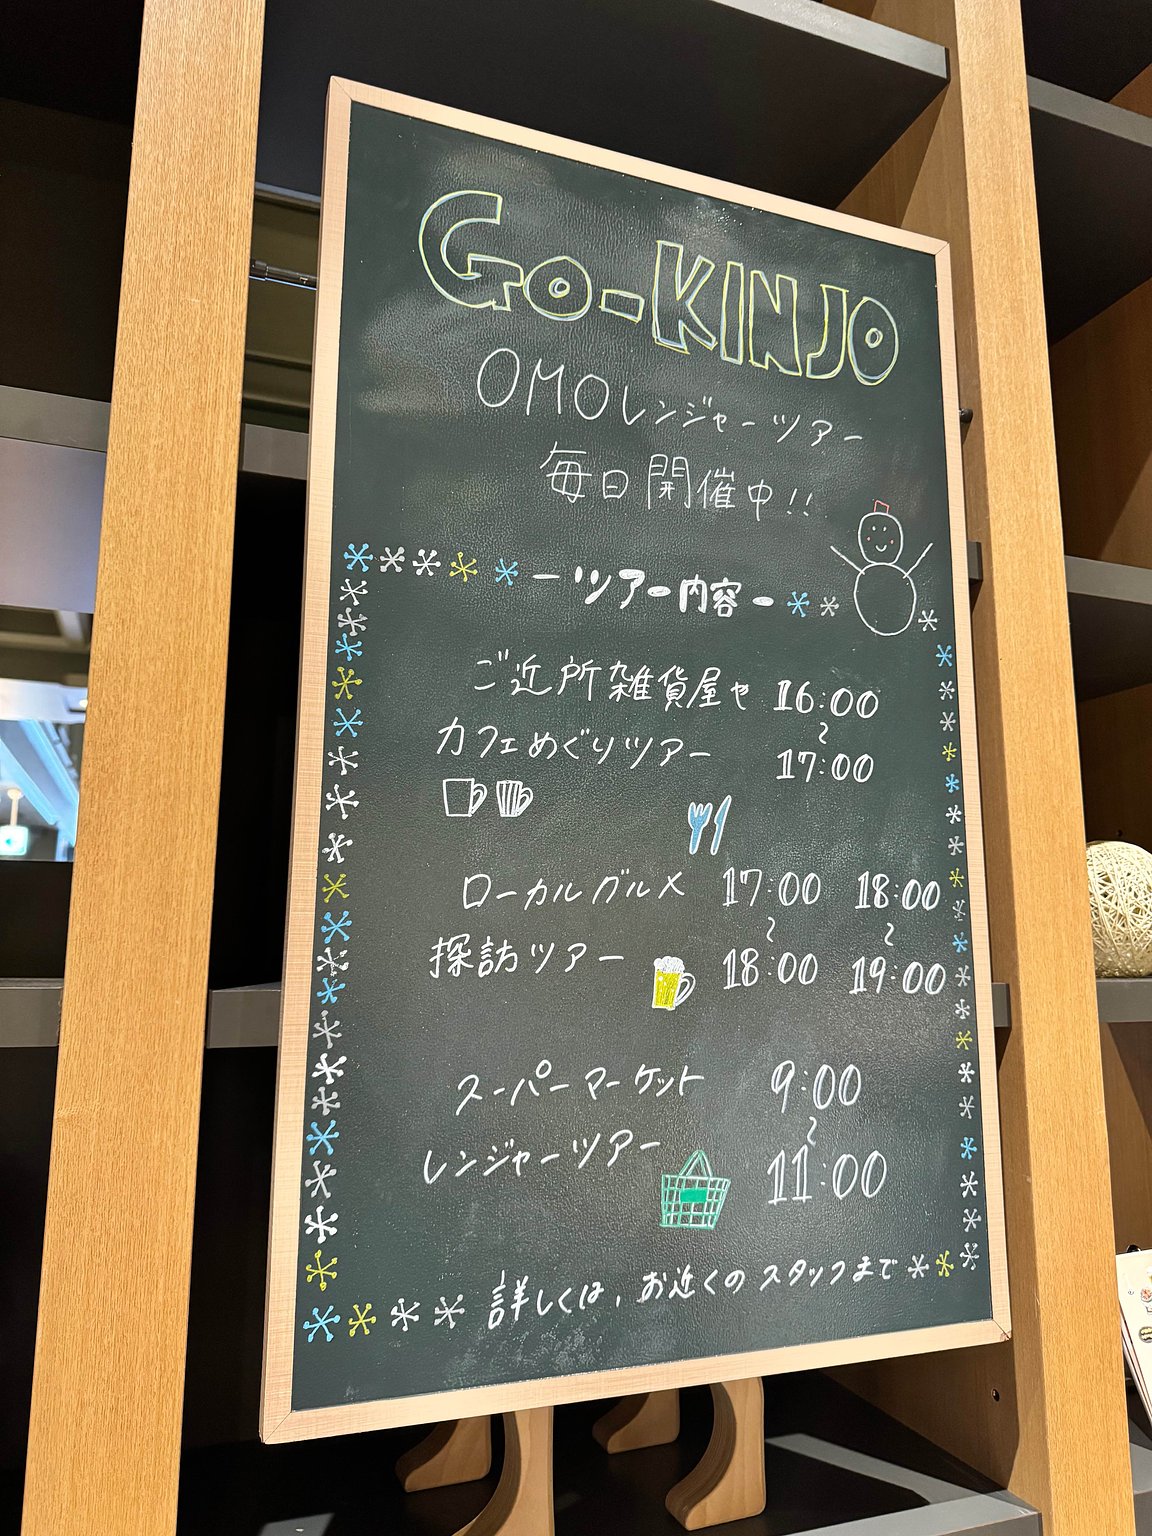 GO-KINJO
OMOレンジャーツアー
毎日開催中!!
ーツアー内容ー
ご近所雑貨屋や 16:00
〜
カフェめぐりツアー 17:00
ローカルグルメ 17:00 18:00
〜 〜
探訪ツアー 18:00 19:00
スーパーマーケット 9:00
〜
レンジャーツアー 11:00
詳しくは、お近くのスタッフまで